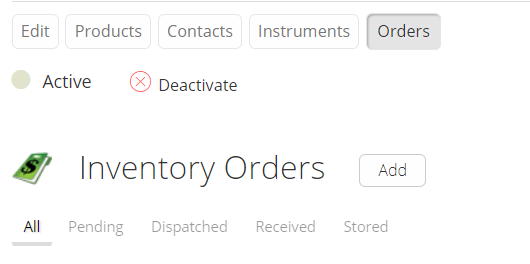 Edit Products Contacts Instruments Orders
Active Deactivate
Inventory Orders Add
All Pending Dispatched Received Stored